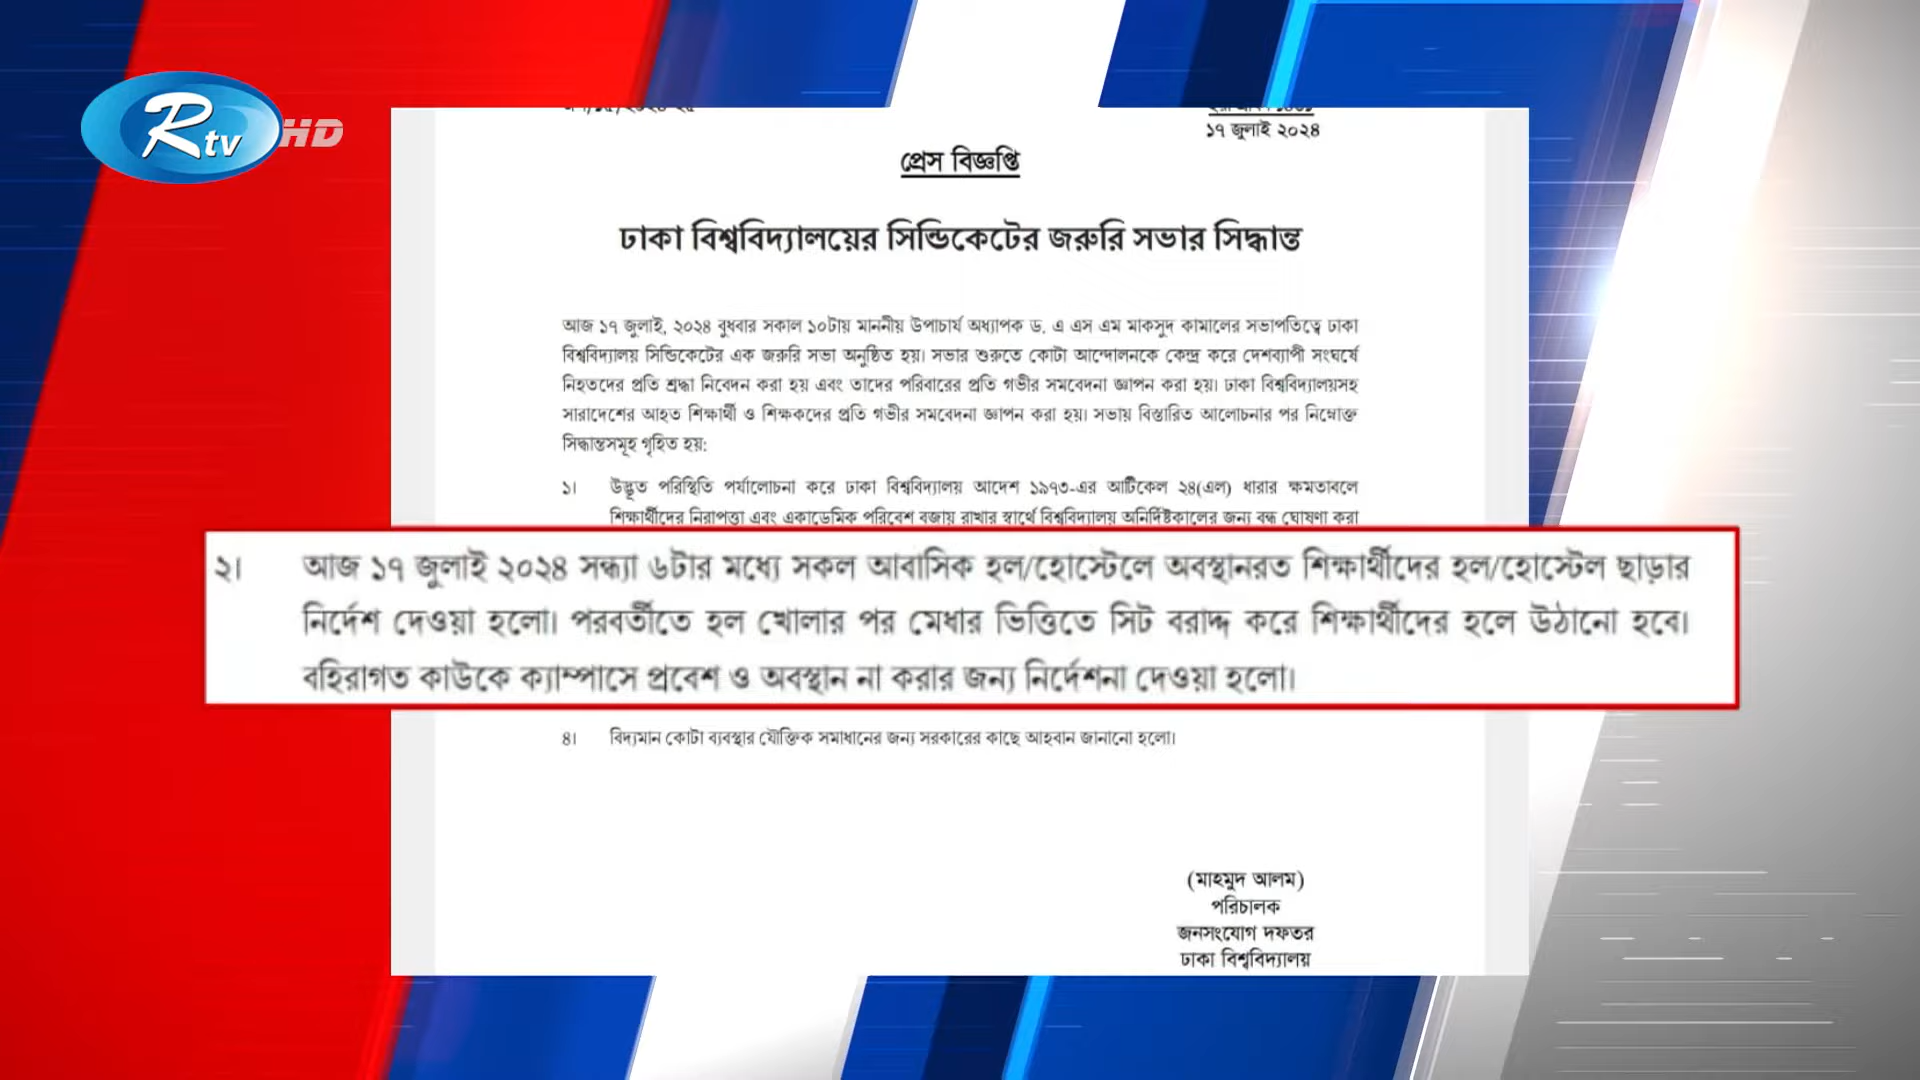 Rtv HD
১৭ জুলাই ২০২৪
প্রেস বিজ্ঞপ্তি
ঢাকা বিশ্ববিদ্যালয়ের সিন্ডিকেটের জরুরি সভার সিদ্ধান্ত
আজ ১৭ জুলাই, ২০২৪ বুধবার সকাল ১০টায় মাননীয় উপাচার্য অধ্যাপক ড. এ এস এম মাকসুদ কামালের সভাপতিত্বে ঢাকা
বিশ্ববিদ্যালয় সিন্ডিকেটের এক জরুরি সভা অনুষ্ঠিত হয়। সভার শুরুতে কোটা আন্দোলনকে কেন্দ্র করে দেশব্যাপী সংঘর্ষে
নিহতদের প্রতি শ্রদ্ধা নিবেদন করা হয় এবং তাদের পরিবারের প্রতি গভীর সমবেদনা জ্ঞাপন করা হয়। ঢাকা বিশ্ববিদ্যালয়সহ
সারাদেশের আহত শিক্ষার্থী ও শিক্ষকদের প্রতি গভীর সমবেদনা জ্ঞাপন করা হয়। সভায় বিস্তারিত আলোচনার পর নিম্নোক্ত
সিদ্ধান্তসমূহ গৃহিত হয়:
১। উদ্ভূত পরিস্থিতি পর্যালোচনা করে ঢাকা বিশ্ববিদ্যালয় আদেশ ১৯৭৩-এর আর্টিকেল ২৪(এল) ধারার ক্ষমতাবলে
শিক্ষার্থীদের নিরাপত্তা এবং একাডেমিক পরিবেশ বজায় রাখার স্বার্থে বিশ্ববিদ্যালয় অনির্দিষ্টকালের জন্য বন্ধ ঘোষণা করা
২। আজ ১৭ জুলাই ২০২৪ সন্ধ্যা ৬টার মধ্যে সকল আবাসিক হল/হোস্টেলে অবস্থানরত শিক্ষার্থীদের হল/হোস্টেল ছাড়ার
নির্দেশ দেওয়া হলো। পরবর্তীতে হল খোলার পর মেধার ভিত্তিতে সিট বরাদ্দ করে শিক্ষার্থীদের হলে উঠানো হবে।
বহিরাগত কাউকে ক্যাম্পাসে প্রবেশ ও অবস্থান না করার জন্য নির্দেশনা দেওয়া হলো।
৪। বিদ্যমান কোটা ব্যবস্থার যৌক্তিক সমাধানের জন্য সরকারের কাছে আহবান জানানো হলো।
(মাহমুদ আলম)
পরিচালক
জনসংযোগ দফতর
ঢাকা বিশ্ববিদ্যালয়